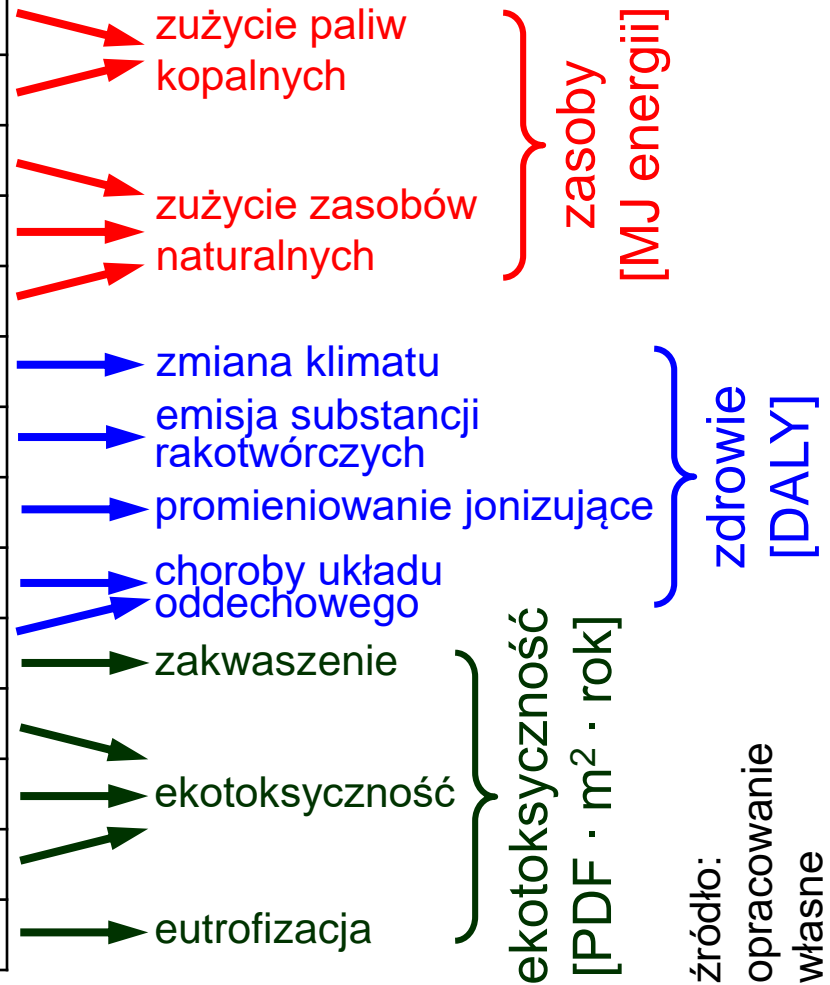 zużycie paliw
kopalnych
zużycie zasobów
naturalnych
zasoby
[MJ energii]
zmiana klimatu
emisja substancji
rakotwórczych
promieniowanie jonizujące
choroby układu
oddechowego
zdrowie
[DALY]
zakwaszenie
ekotoksyczność
eutrofizacja
ekotoksyczność
[PDF · m² · rok]
źródło:
opracowanie
własne